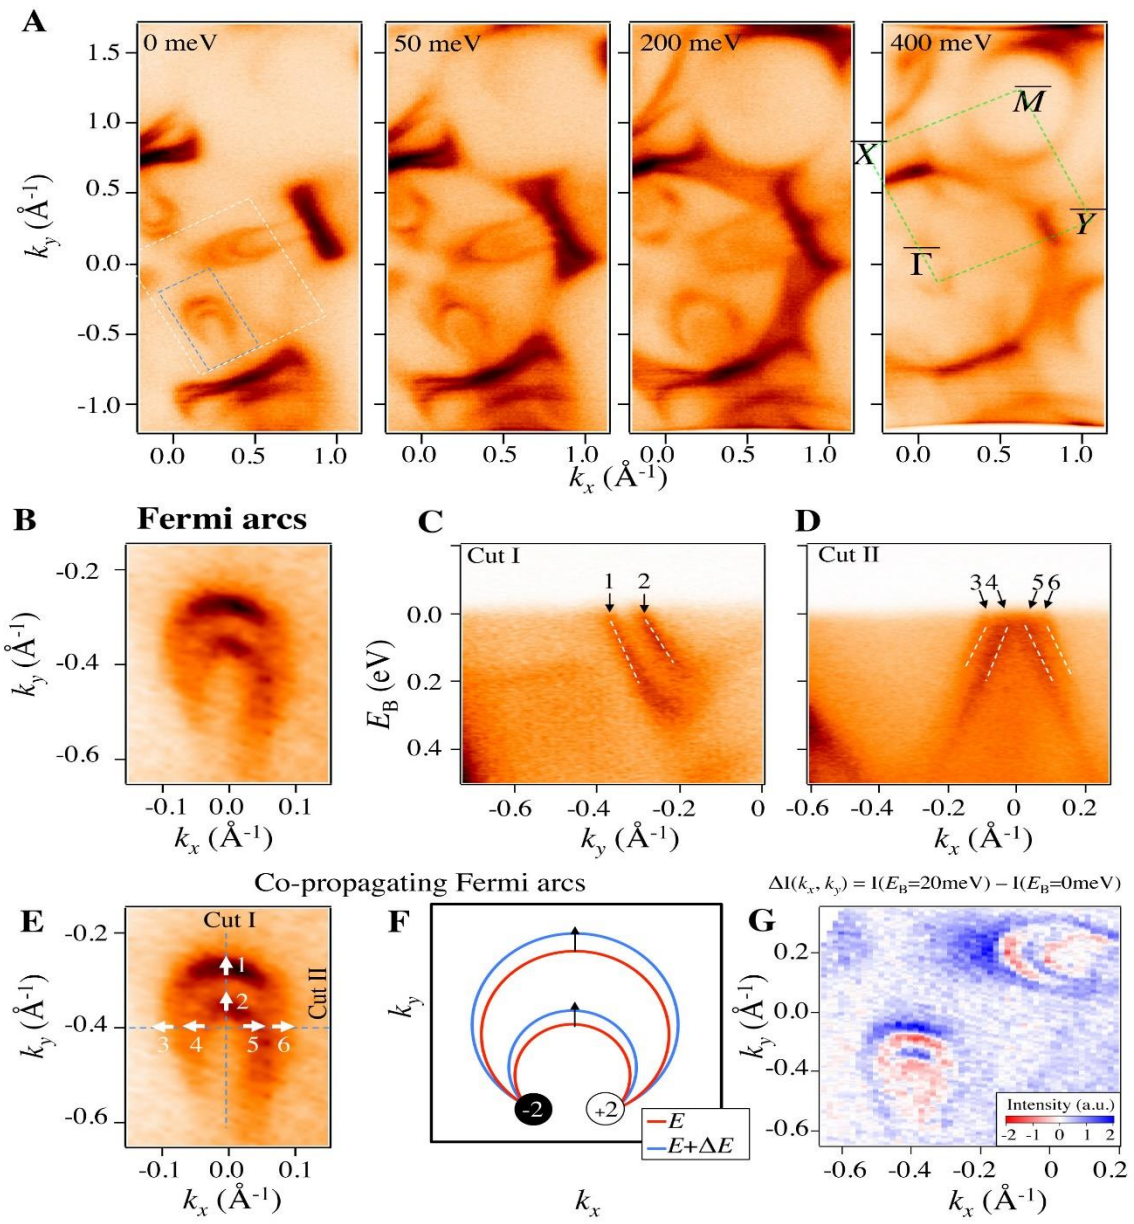 A
0 meV
50 meV
200 meV
400 meV
1.5
1.0
0.5
0.0
-0.5
-1.0
k_y (Å⁻¹)
M
X
Y
Γ
0.0 0.5 1.0
0.0 0.5 1.0
0.0 0.5 1.0
0.0 0.5 1.0
k_x (Å⁻¹)
B
Fermi arcs
-0.2
-0.4
-0.6
k_y (Å⁻¹)
-0.1 0.0 0.1
k_x (Å⁻¹)
C
Cut I
1 2
0.0
0.2
0.4
E_B (eV)
-0.6 -0.4 -0.2 0
k_y (Å⁻¹)
D
Cut II
34 56
-0.6 -0.4 -0.2 0 0.2
k_x (Å⁻¹)
Co-propagating Fermi arcs
E
Cut I
Cut II
1
2
3 4 5 6
-0.2
-0.4
-0.6
k_y (Å⁻¹)
-0.1 0.0 0.1
k_x (Å⁻¹)
F
k_y
-2 +2
E
E+ΔE
k_x
ΔI(k_x, k_y) = I(E_B=20meV) − I(E_B=0meV)
G
0.2
0.0
-0.4
-0.6
k_y (Å⁻¹)
Intensity (a.u.)
-2 -1 0 1 2
-0.6 -0.4 -0.2 0 0.2
k_x (Å⁻¹)